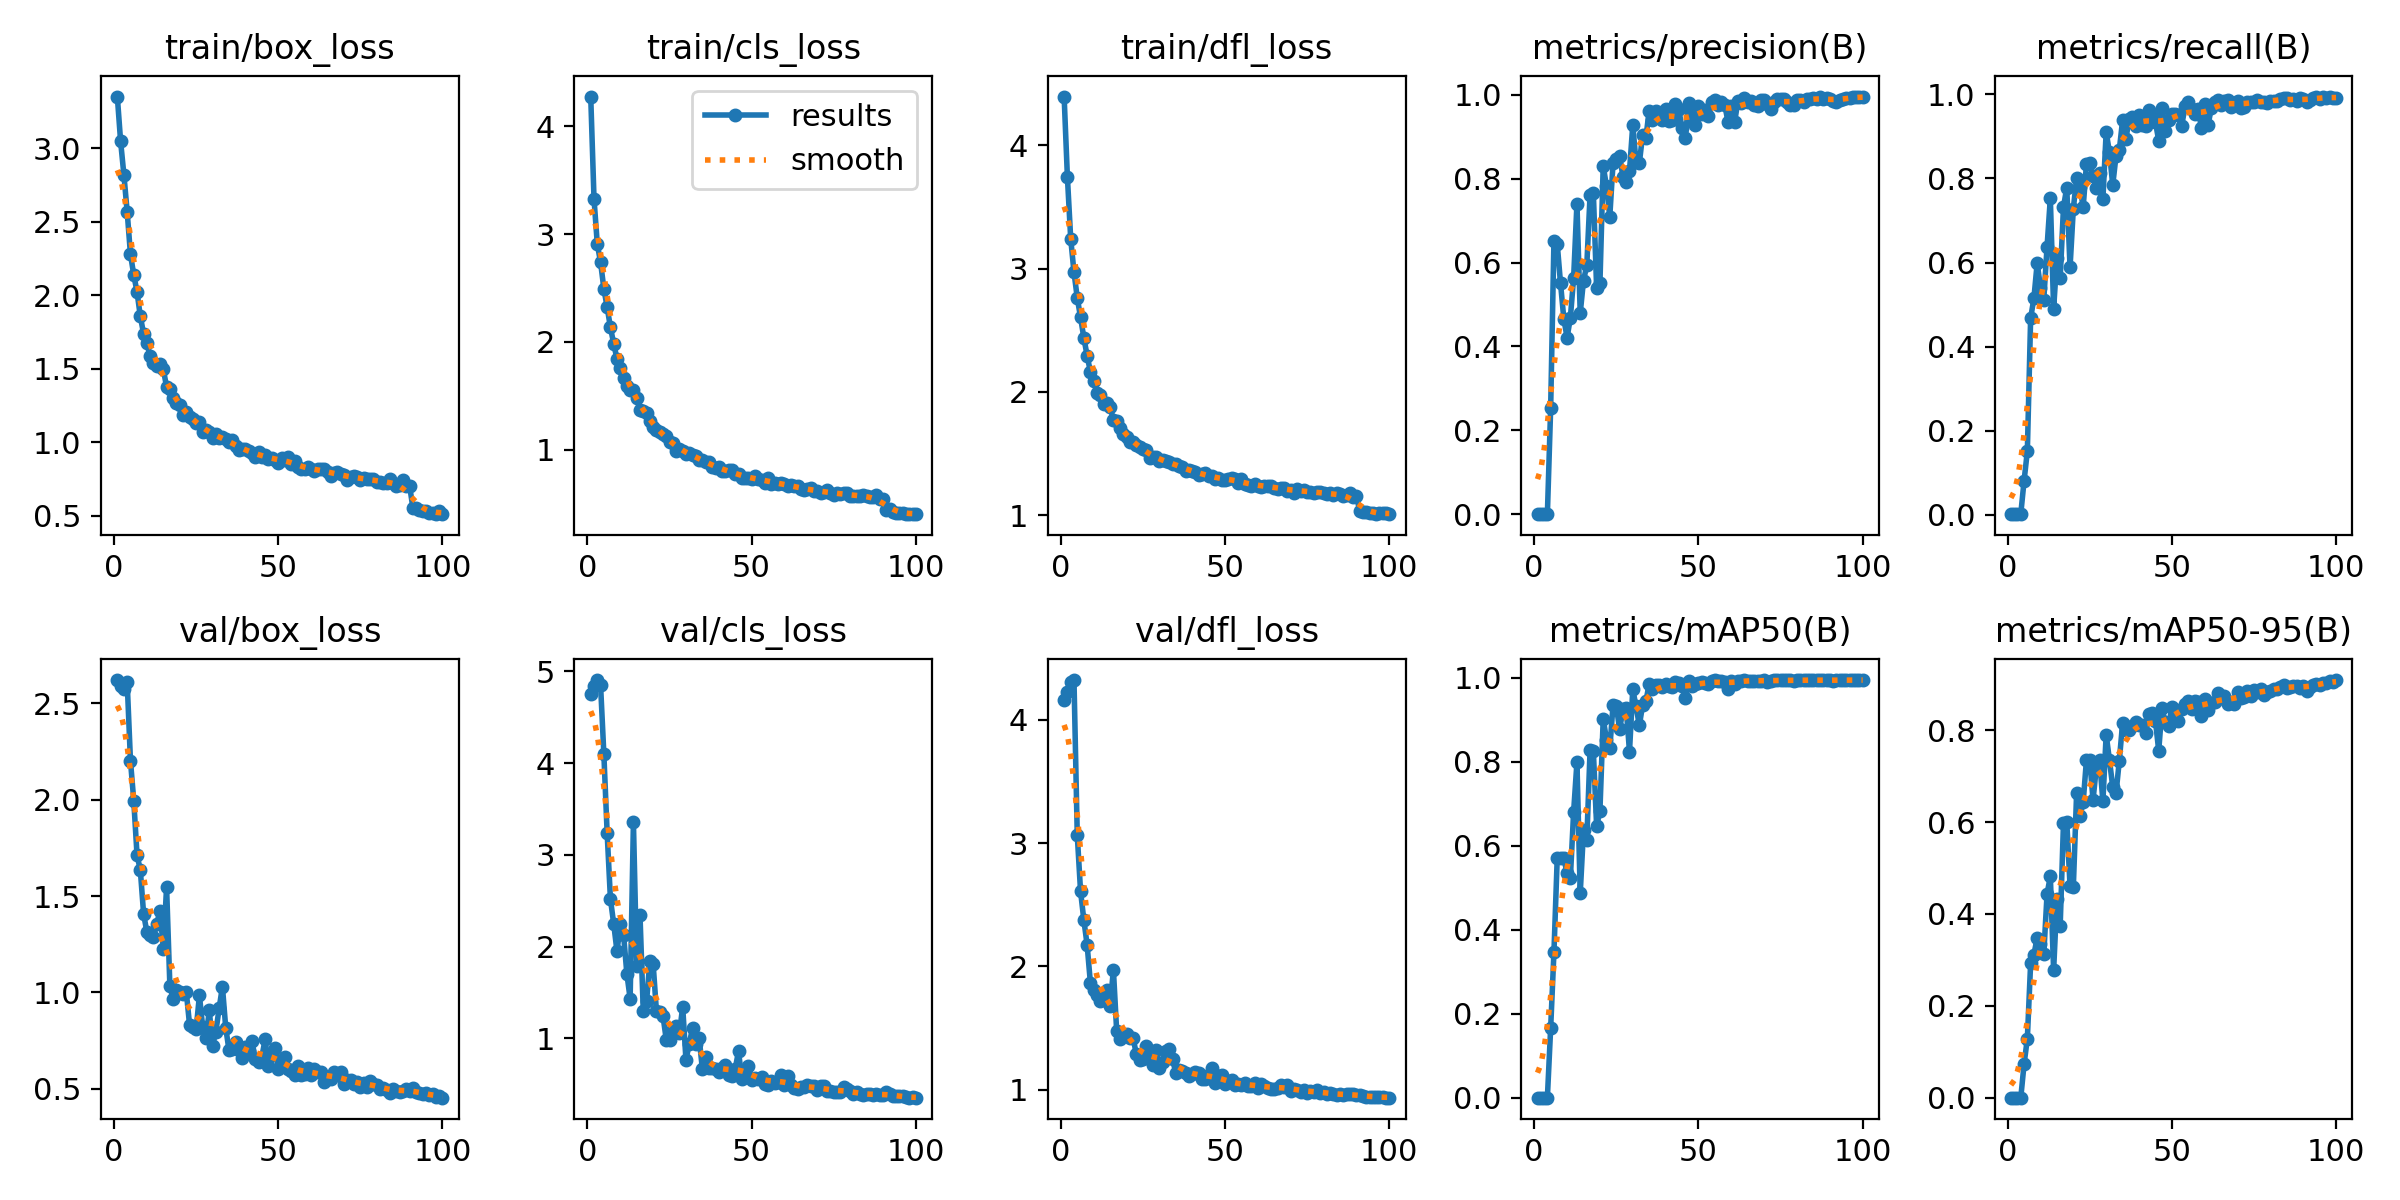 train/box_loss
3.0
2.5
2.0
1.5
1.0
0.5
0 50 100
train/cls_loss
results
smooth
4
3
2
1
0 50 100
train/dfl_loss
4
3
2
1
0 50 100
metrics/precision(B)
1.0
0.8
0.6
0.4
0.2
0.0
0 50 100
metrics/recall(B)
1.0
0.8
0.6
0.4
0.2
0.0
0 50 100
val/box_loss
2.5
2.0
1.5
1.0
0.5
0 50 100
val/cls_loss
5
4
3
2
1
0 50 100
val/dfl_loss
4
3
2
1
0 50 100
metrics/mAP50(B)
1.0
0.8
0.6
0.4
0.2
0.0
0 50 100
metrics/mAP50-95(B)
0.8
0.6
0.4
0.2
0.0
0 50 100